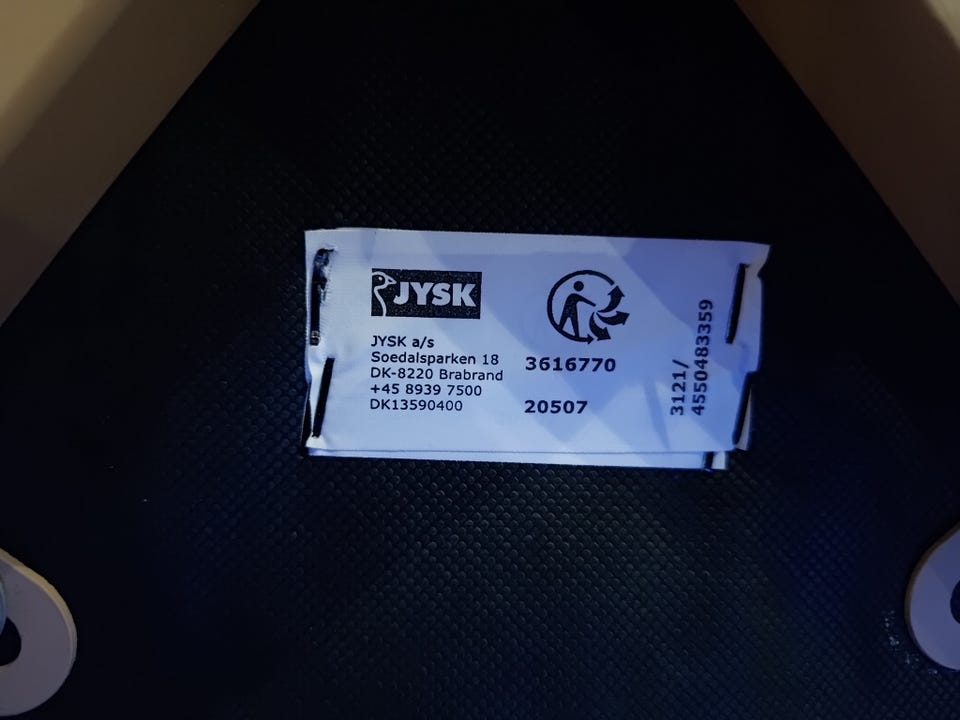 JYSK
JYSK a/s
Soedalsparken 18
DK-8220 Brabrand
+45 8939 7500
DK13590400
3616770
20507
3121/
4550483359